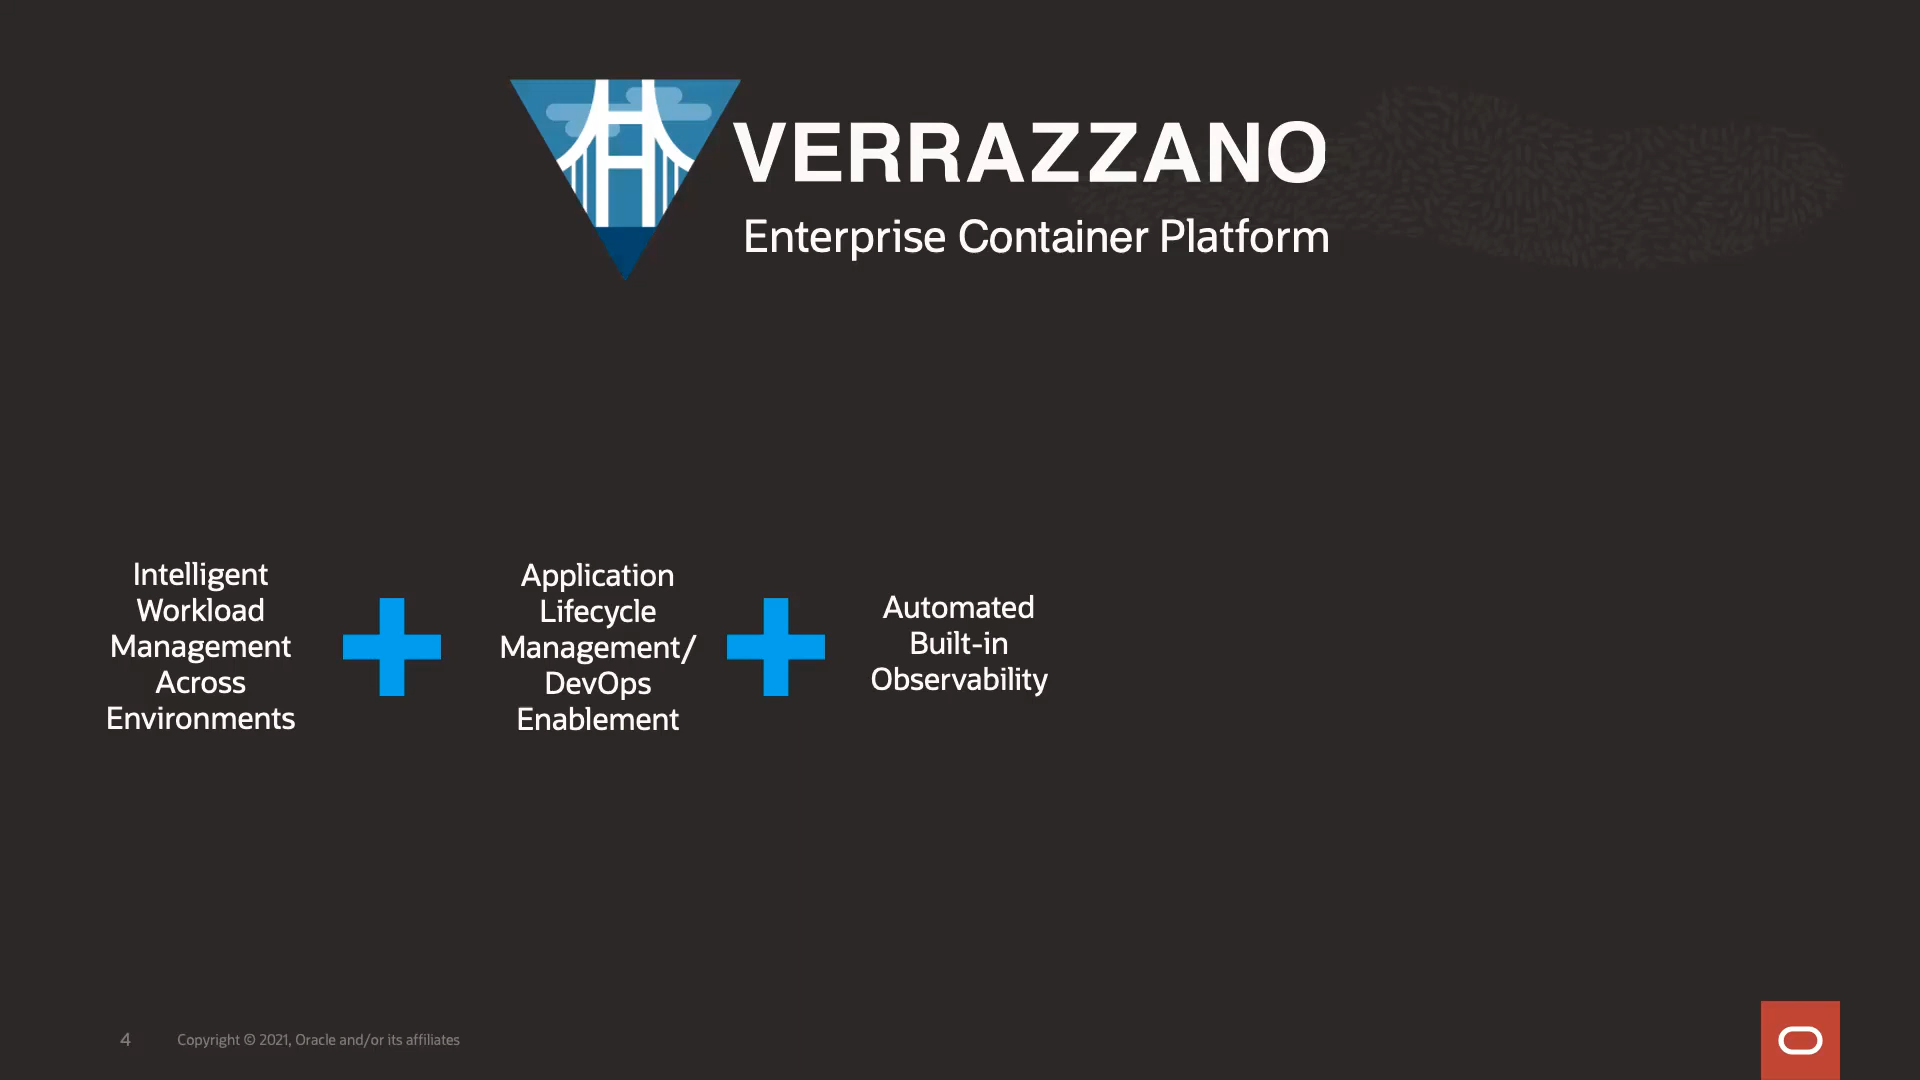 VERRAZZANO
Enterprise Container Platform
Intelligent
Workload
Management
Across
Environments
Application
Lifecycle
Management/
DevOps
Enablement
Automated
Built-in
Observability
4
Copyright © 2021, Oracle and/or its affiliates